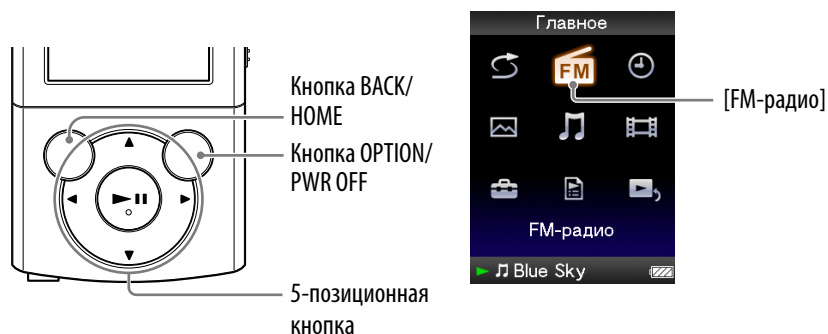 Кнопка BACK/
HOME
Кнопка OPTION/
PWR OFF
5-позиционная
кнопка
Главное
FM
[FM-радио]
FM-радио
Blue Sky